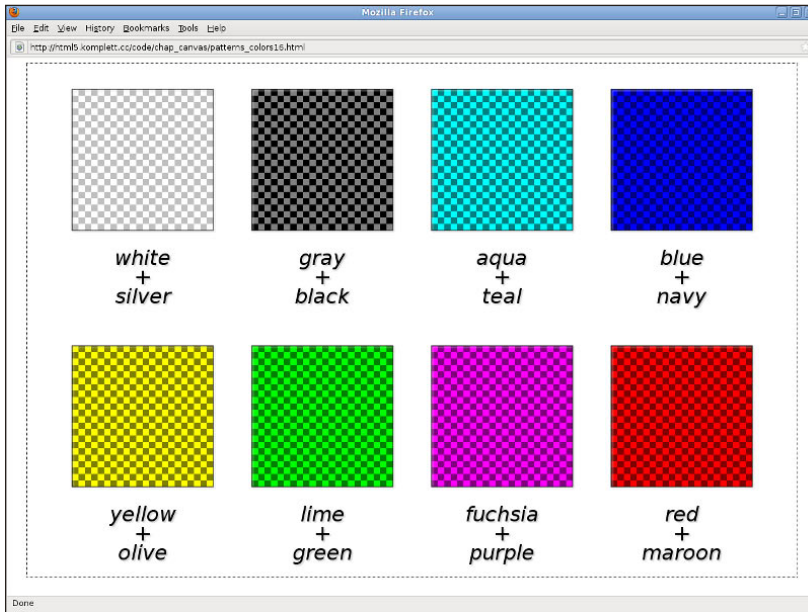 Mozilla Firefox
File Edit View History Bookmarks Tools Help
http://html5.komplett.cc/code/chap_canvas/patterns_colors16.html
white
+
silver
gray
+
black
aqua
+
teal
blue
+
navy
yellow
+
olive
lime
+
green
fuchsia
+
purple
red
+
maroon
Done